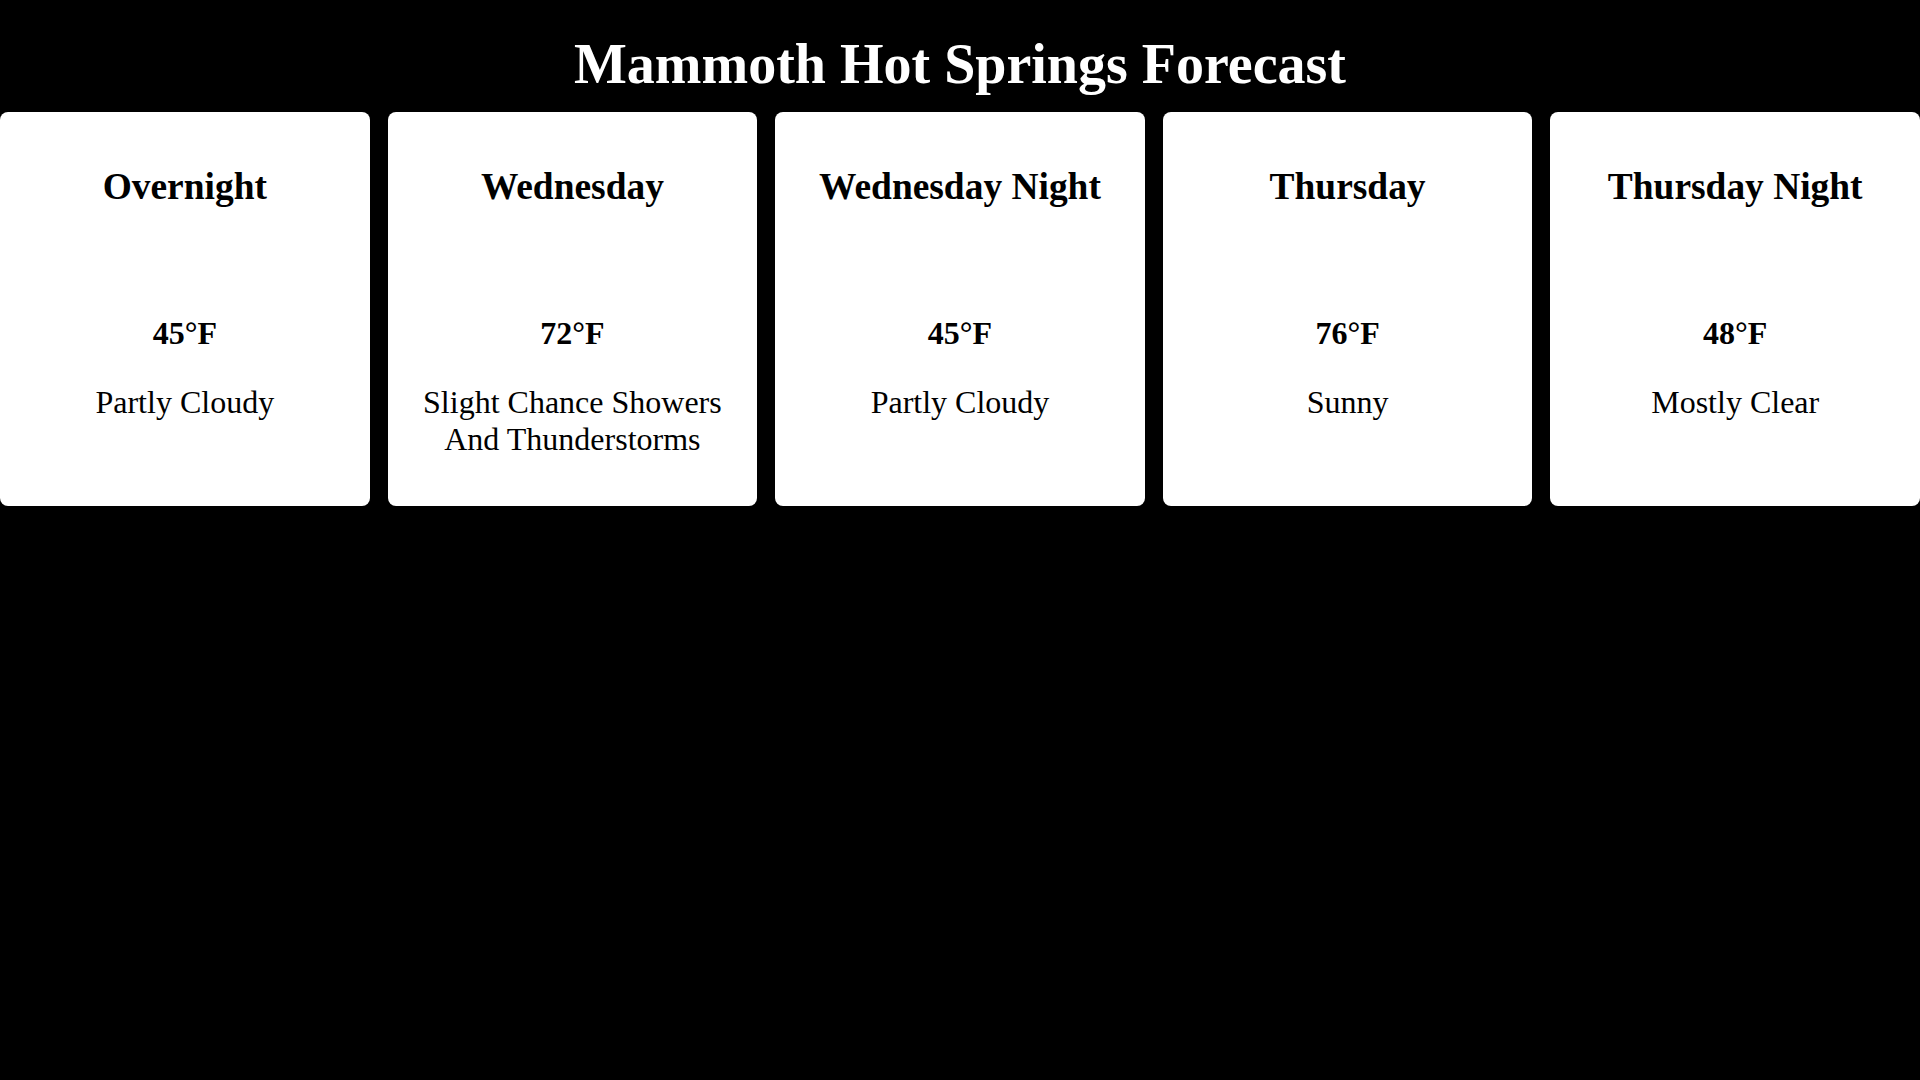 Mammoth Hot Springs Forecast
Overnight
45°F
Partly Cloudy
Wednesday
72°F
Slight Chance Showers
And Thunderstorms
Wednesday Night
45°F
Partly Cloudy
Thursday
76°F
Sunny
Thursday Night
48°F
Mostly Clear